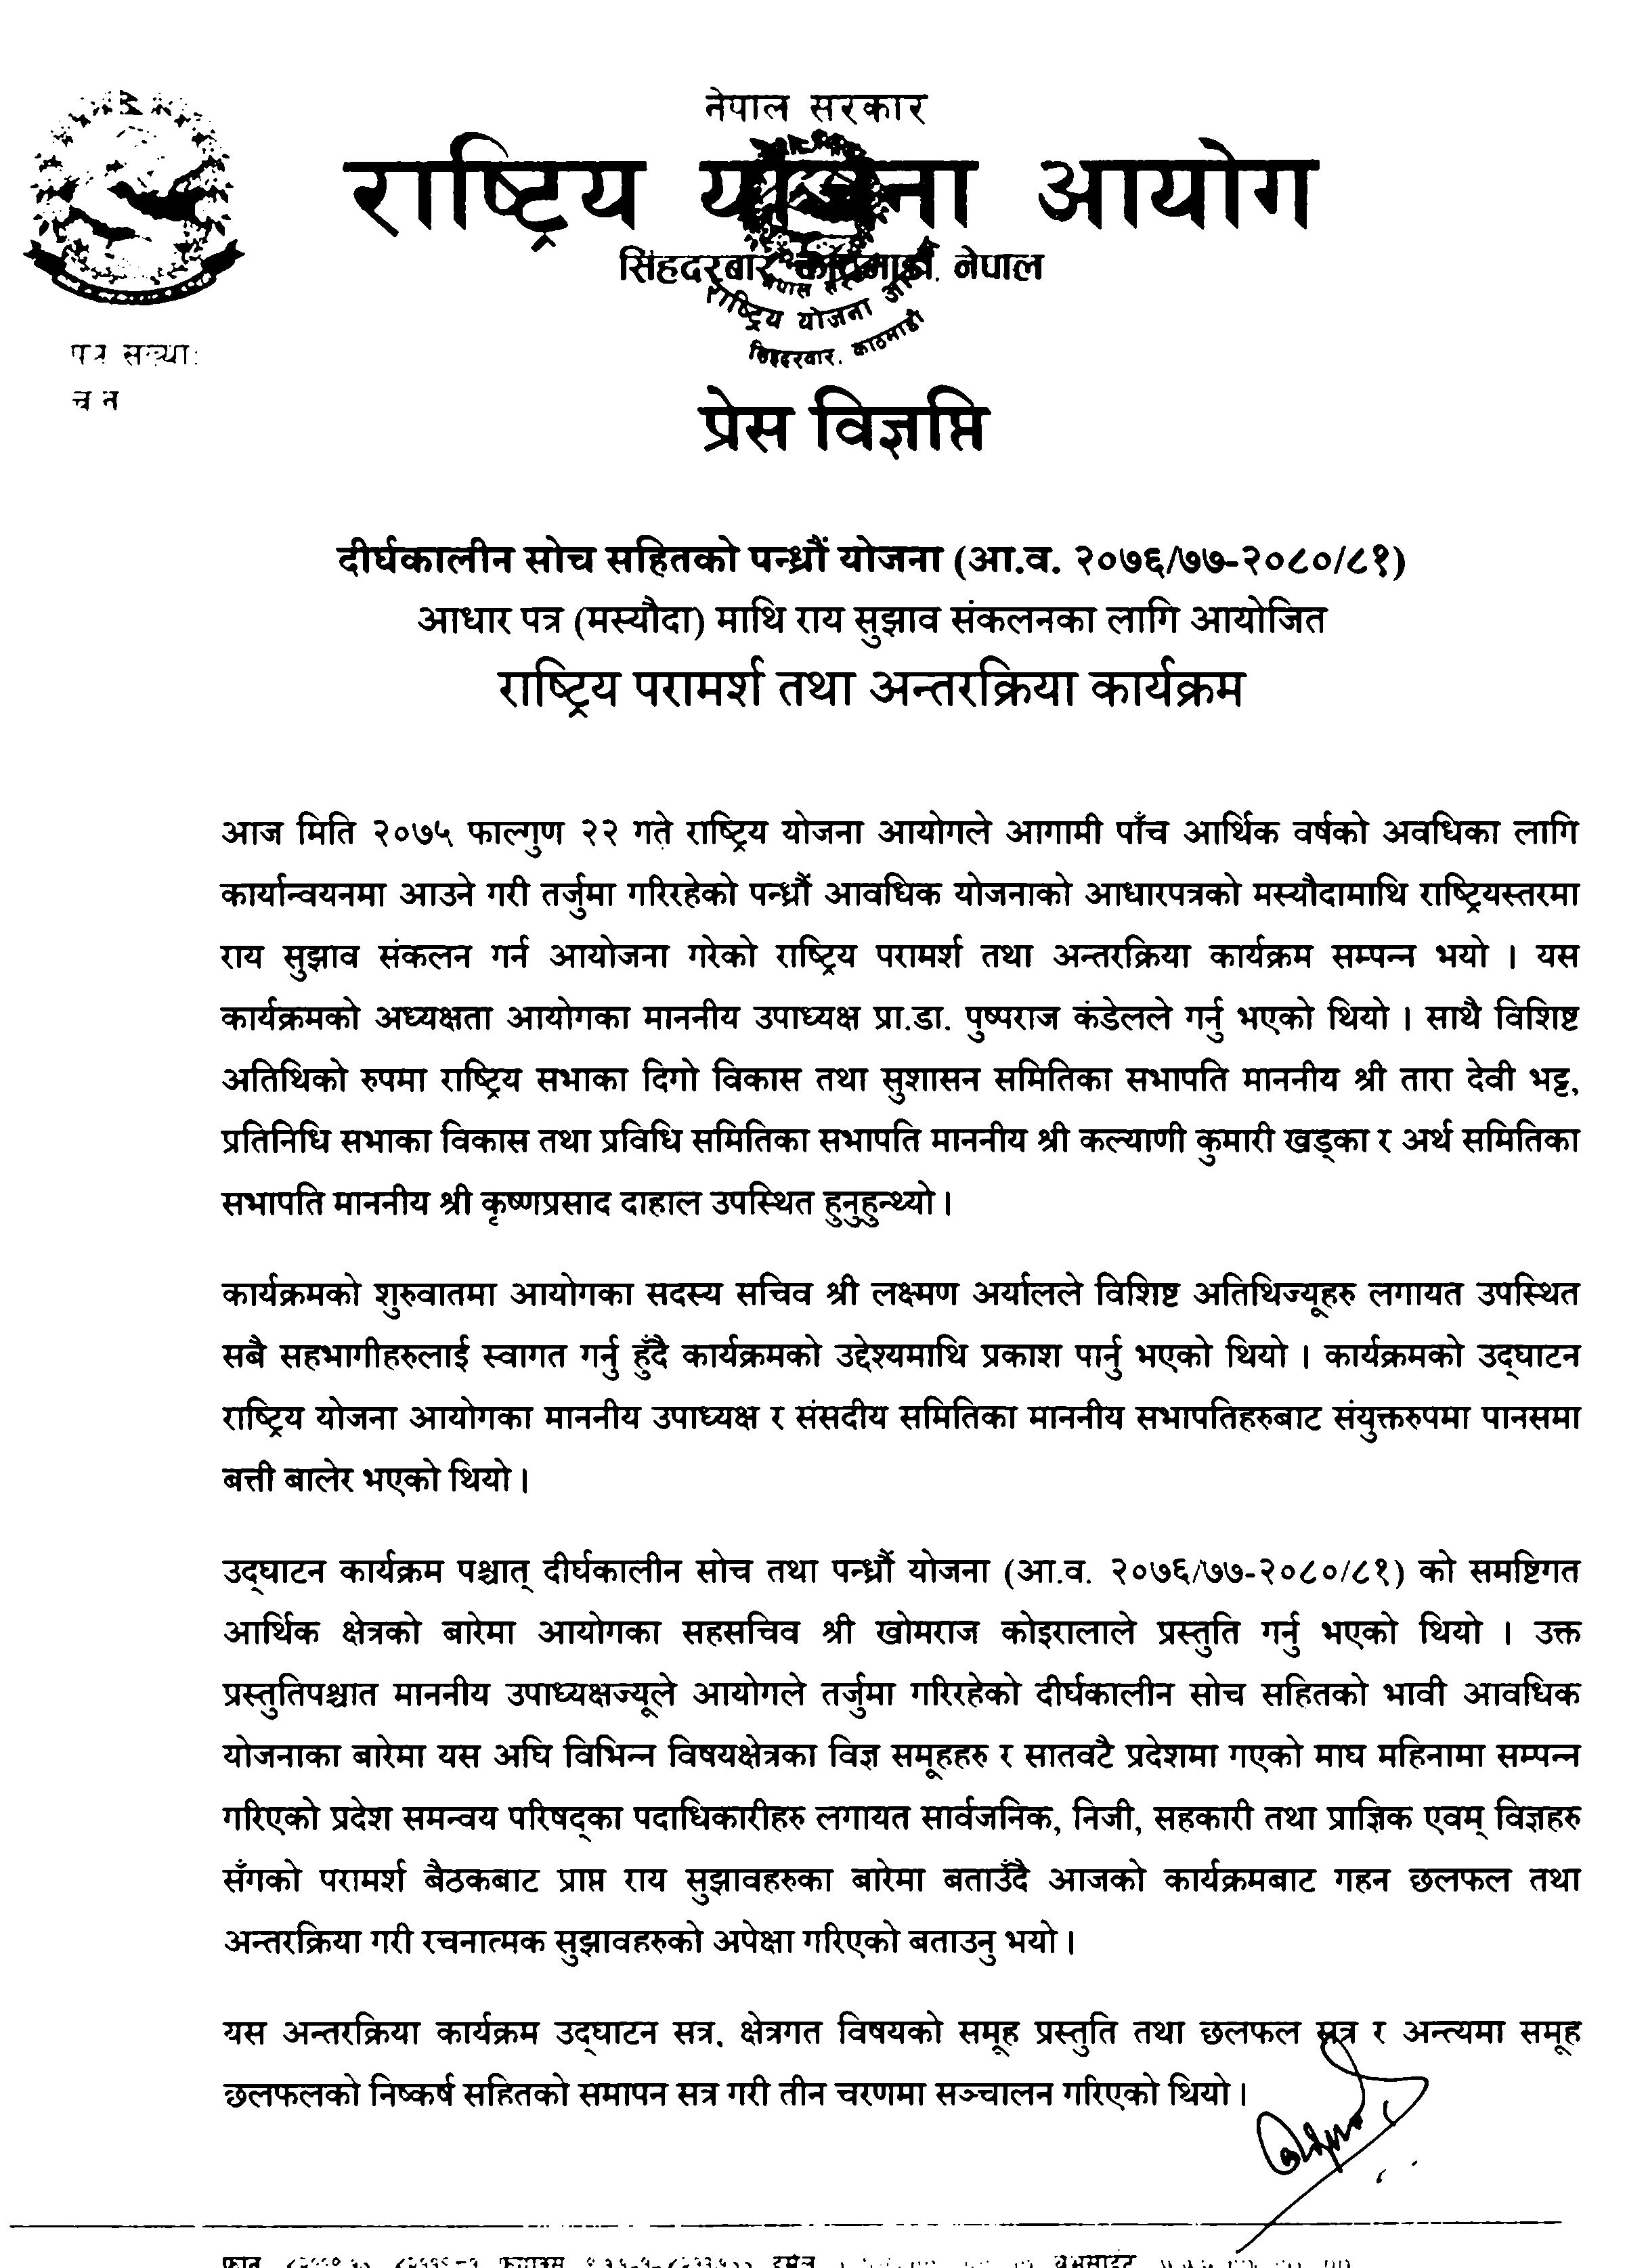 नेपाल सरकार
राष्ट्रिय योजना आयोग
सिंहदरबार, काठमाडौं, नेपाल
नेपाल सरकार
राष्ट्रिय योजना आयोग
सिंहदरबार, काठमाडौं
पत्र संख्या:
च नं
प्रेस विज्ञप्ति
दीर्घकालीन सोच सहितको पन्ध्रौं योजना (आ.व. २०७६/७७-२०८०/८१)
आधार पत्र (मस्यौदा) माथि राय सुझाव संकलनका लागि आयोजित
राष्ट्रिय परामर्श तथा अन्तरक्रिया कार्यक्रम
आज मिति २०७५ फाल्गुण २२ गते राष्ट्रिय योजना आयोगले आगामी पाँच आर्थिक वर्षको अवधिका लागि
कार्यान्वयनमा आउने गरी तर्जुमा गरिरहेको पन्ध्रौं आवधिक योजनाको आधारपत्रको मस्यौदामाथि राष्ट्रियस्तरमा
राय सुझाव संकलन गर्न आयोजना गरेको राष्ट्रिय परामर्श तथा अन्तरक्रिया कार्यक्रम सम्पन्न भयो । यस
कार्यक्रमको अध्यक्षता आयोगका माननीय उपाध्यक्ष प्रा.डा. पुष्पराज कंडेलले गर्नु भएको थियो । साथै विशिष्ट
अतिथिको रुपमा राष्ट्रिय सभाका दिगो विकास तथा सुशासन समितिका सभापति माननीय श्री तारा देवी भट्ट,
प्रतिनिधि सभाका विकास तथा प्रविधि समितिका सभापति माननीय श्री कल्याणी कुमारी खड्का र अर्थ समितिका
सभापति माननीय श्री कृष्णप्रसाद दाहाल उपस्थित हुनुहुन्थ्यो ।
कार्यक्रमको शुरुवातमा आयोगका सदस्य सचिव श्री लक्ष्मण अर्यालले विशिष्ट अतिथिज्यूहरु लगायत उपस्थित
सबै सहभागीहरुलाई स्वागत गर्नु हुँदै कार्यक्रमको उद्देश्यमाथि प्रकाश पार्नु भएको थियो । कार्यक्रमको उद्‌घाटन
राष्ट्रिय योजना आयोगका माननीय उपाध्यक्ष र संसदीय समितिका माननीय सभापतिहरुबाट संयुक्तरुपमा पानसमा
बत्ती बालेर भएको थियो ।
उद्‌घाटन कार्यक्रम पश्चात् दीर्घकालीन सोच तथा पन्ध्रौं योजना (आ.व. २०७६/७७-२०८०/८१) को समष्टिगत
आर्थिक क्षेत्रको बारेमा आयोगका सहसचिव श्री खोमराज कोइरालाले प्रस्तुति गर्नु भएको थियो । उक्त
प्रस्तुतिपश्चात माननीय उपाध्यक्षज्यूले आयोगले तर्जुमा गरिरहेको दीर्घकालीन सोच सहितको भावी आवधिक
योजनाका बारेमा यस अघि विभिन्न विषयक्षेत्रका विज्ञ समूहहरु र सातवटै प्रदेशमा गएको माघ महिनामा सम्पन्न
गरिएको प्रदेश समन्वय परिषद्का पदाधिकारीहरु लगायत सार्वजनिक, निजी, सहकारी तथा प्राज्ञिक एवम् विज्ञहरु
सँगको परामर्श बैठकबाट प्राप्त राय सुझावहरुका बारेमा बताउँदै आजको कार्यक्रमबाट गहन छलफल तथा
अन्तरक्रिया गरी रचनात्मक सुझावहरुको अपेक्षा गरिएको बताउनु भयो ।
यस अन्तरक्रिया कार्यक्रम उद्‌घाटन सत्र, क्षेत्रगत विषयको समूह प्रस्तुति तथा छलफल सत्र र अन्त्यमा समूह
छलफलको निष्कर्ष सहितको समापन सत्र गरी तीन चरणमा सञ्चालन गरिएको थियो ।